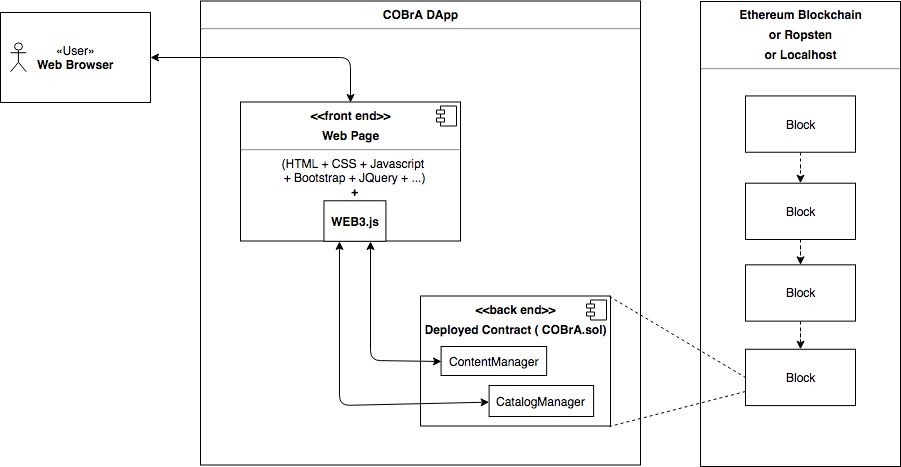 COBrA DApp
Ethereum Blockchain
or Ropsten
or Localhost
«User»
Web Browser
<<front end>>
Web Page
(HTML + CSS + Javascript
+ Bootstrap + JQuery + ...)
+
WEB3.js
<<back end>>
Deployed Contract ( COBrA.sol)
ContentManager
CatalogManager
Block
Block
Block
Block